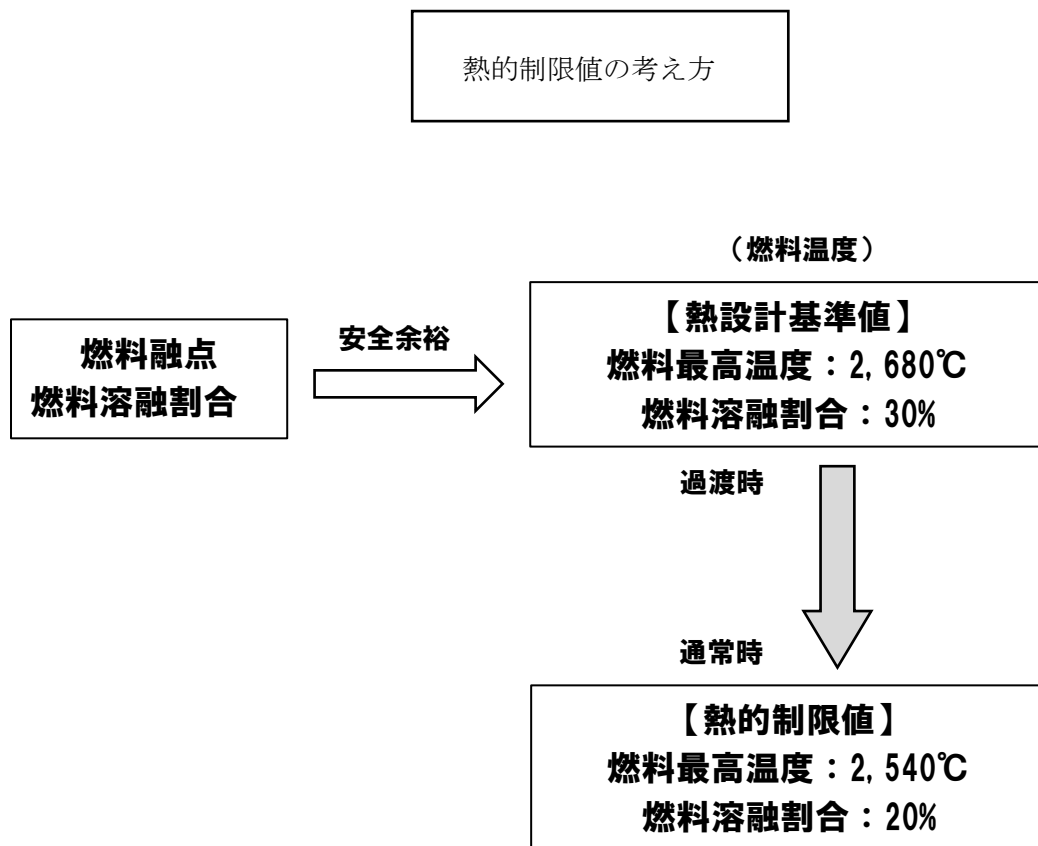 熱的制限値の考え方
（燃料温度）
燃料融点
燃料溶融割合
安全余裕
【熱設計基準値】
燃料最高温度：2,680℃
燃料溶融割合：30%
過渡時
通常時
【熱的制限値】
燃料最高温度：2,540℃
燃料溶融割合：20%